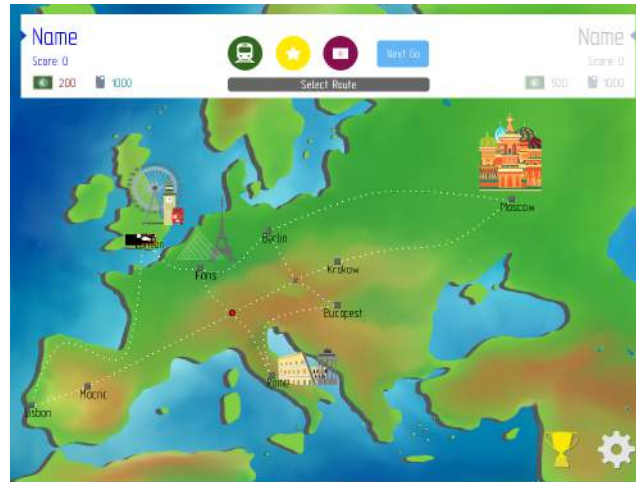 Name
Name
Score: 0
Score: 0
Next Go
200
1000
Select Route
500
1000
Moscow
Berlin
Paris
Krakow
Budapest
Rome
Madrid
Lisbon